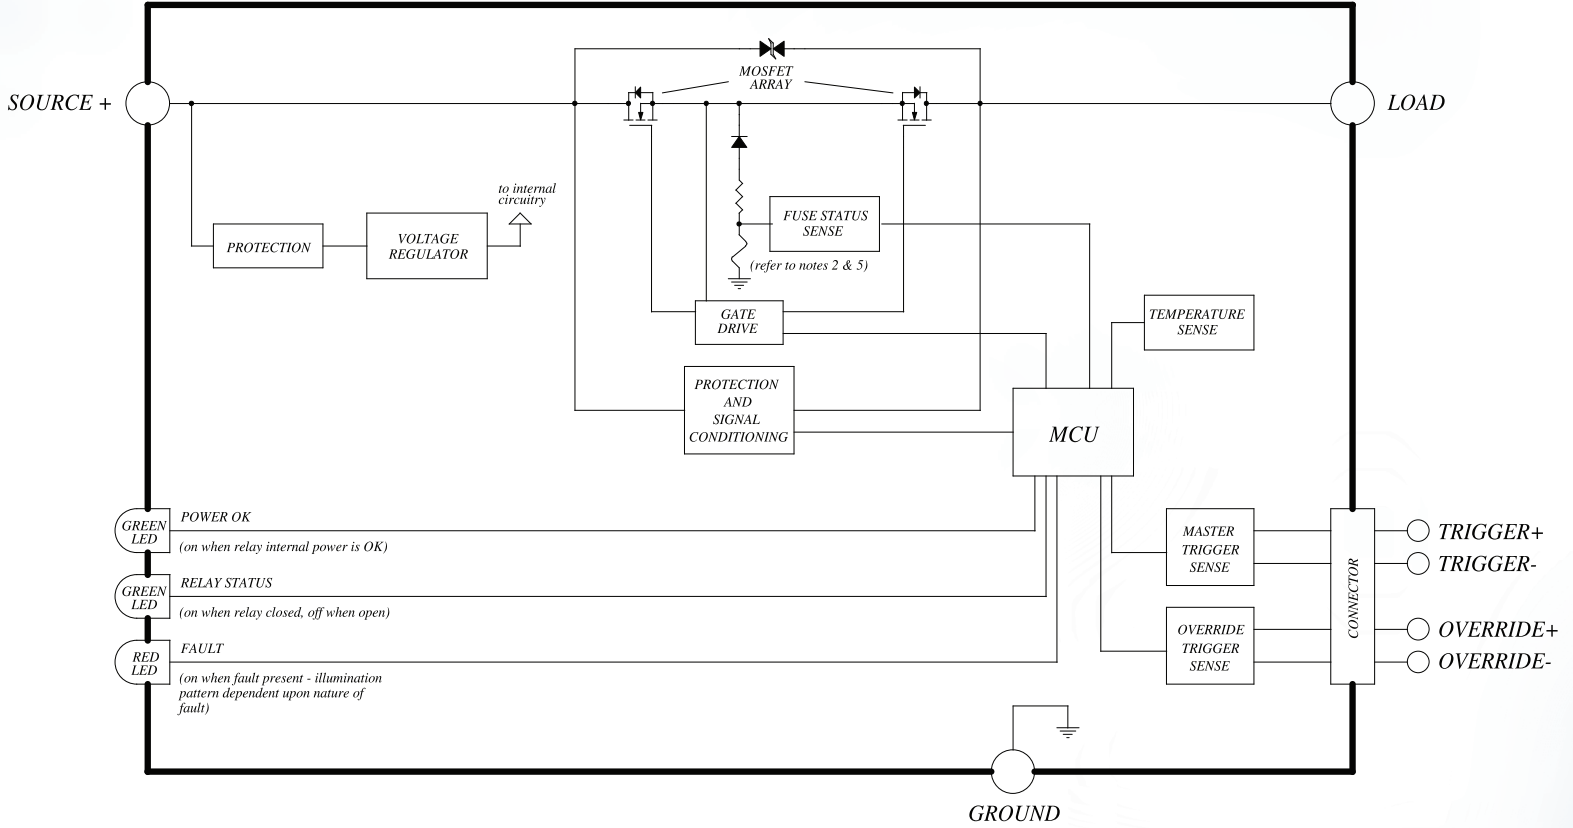 MOSFET
ARRAY
SOURCE +
LOAD
to internal
circuitry
PROTECTION
VOLTAGE
REGULATOR
FUSE STATUS
SENSE
(refer to notes 2 & 5)
GATE
DRIVE
TEMPERATURE
SENSE
PROTECTION
AND
SIGNAL
CONDITIONING
MCU
GREEN
LED
POWER OK
(on when relay internal power is OK)
GREEN
LED
RELAY STATUS
(on when relay closed, off when open)
RED
LED
FAULT
(on when fault present - illumination
pattern dependent upon nature of
fault)
MASTER
TRIGGER
SENSE
OVERRIDE
TRIGGER
SENSE
CONNECTOR
TRIGGER+
TRIGGER-
OVERRIDE+
OVERRIDE-
GROUND